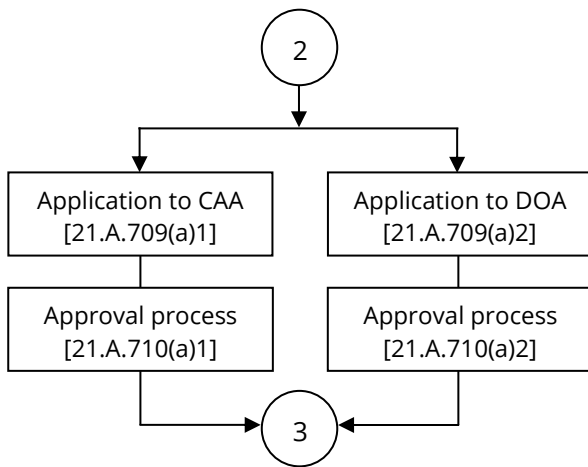 2
Application to CAA
[21.A.709(a)1]
Application to DOA
[21.A.709(a)2]
Approval process
[21.A.710(a)1]
Approval process
[21.A.710(a)2]
3